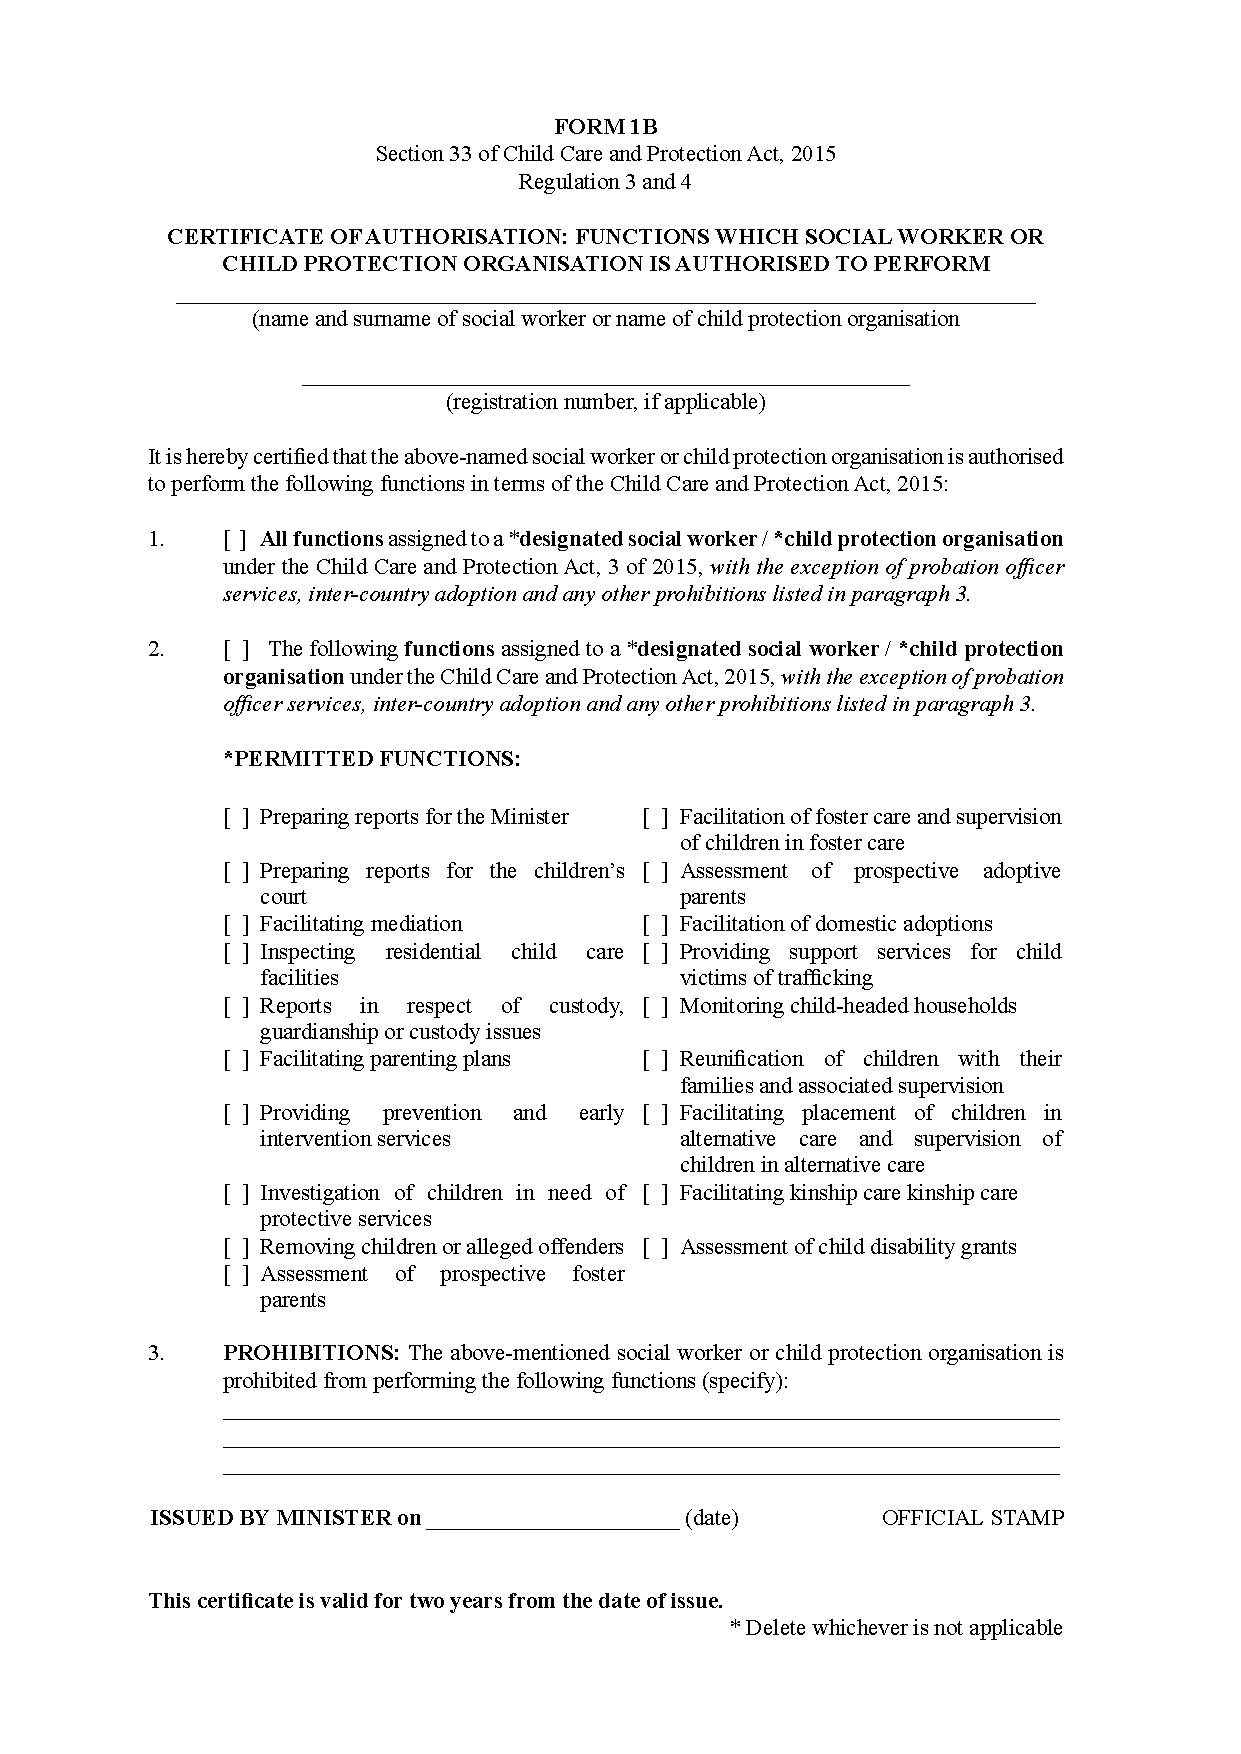 FORM 1B
Section 33 of Child Care and Protection Act, 2015
Regulation 3 and 4
CERTIFICATE OF AUTHORISATION: FUNCTIONS WHICH SOCIAL WORKER OR
CHILD PROTECTION ORGANISATION IS AUTHORISED TO PERFORM
(name and surname of social worker or name of child protection organisation
(registration number, if applicable)
It is hereby certified that the above-named social worker or child protection organisation is authorised
to perform the following functions in terms of the Child Care and Protection Act, 2015:
1. [ ] All functions assigned to a *designated social worker / *child protection organisation
under the Child Care and Protection Act, 3 of 2015, with the exception of probation officer
services, inter-country adoption and any other prohibitions listed in paragraph 3.
2. [ ] The following functions assigned to a *designated social worker / *child protection
organisation under the Child Care and Protection Act, 2015, with the exception of probation
officer services, inter-country adoption and any other prohibitions listed in paragraph 3.
*PERMITTED FUNCTIONS:
[ ] Preparing reports for the Minister
[ ] Preparing reports for the children's
court
[ ] Facilitating mediation
[ ] Inspecting residential child care
facilities
[ ] Reports in respect of custody,
guardianship or custody issues
[ ] Facilitating parenting plans
[ ] Providing prevention and early
intervention services
[ ] Investigation of children in need of
protective services
[ ] Removing children or alleged offenders
[ ] Assessment of prospective foster
parents
[ ] Facilitation of foster care and supervision
of children in foster care
[ ] Assessment of prospective adoptive
parents
[ ] Facilitation of domestic adoptions
[ ] Providing support services for child
victims of trafficking
[ ] Monitoring child-headed households
[ ] Reunification of children with their
families and associated supervision
[ ] Facilitating placement of children in
alternative care and supervision of
children in alternative care
[ ] Facilitating kinship care kinship care
[ ] Assessment of child disability grants
3. PROHIBITIONS: The above-mentioned social worker or child protection organisation is
prohibited from performing the following functions (specify):
ISSUED BY MINISTER on ______________________ (date) OFFICIAL STAMP
This certificate is valid for two years from the date of issue.
* Delete whichever is not applicable